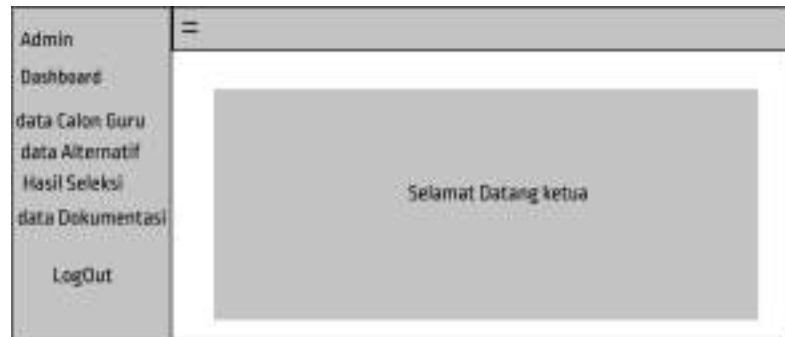 Admin
Dashboard
data Calon Guru
data Alternatif
Hasil Seleksi
data Dokumentasi
LogOut
Selamat Datang ketua